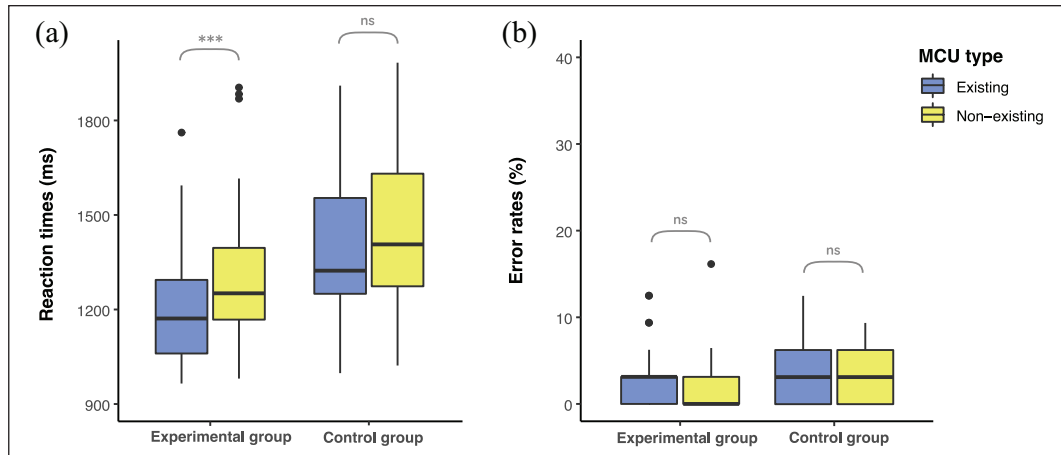 (a)
***
ns
Reaction times (ms)
1800
1500
1200
900
Experimental group
Control group
(b)
ns
ns
Error rates (%)
40
30
20
10
0
Experimental group
Control group
MCU type
Existing
Non−existing